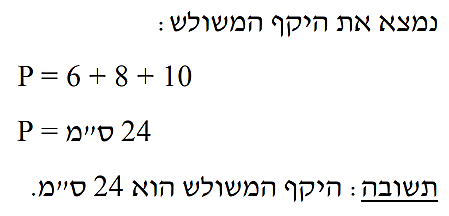 נמצא את היקף המשולש:
P = 6 + 8 + 10
P = 24 ס״מ
תשובה: היקף המשולש הוא 24 ס״מ.